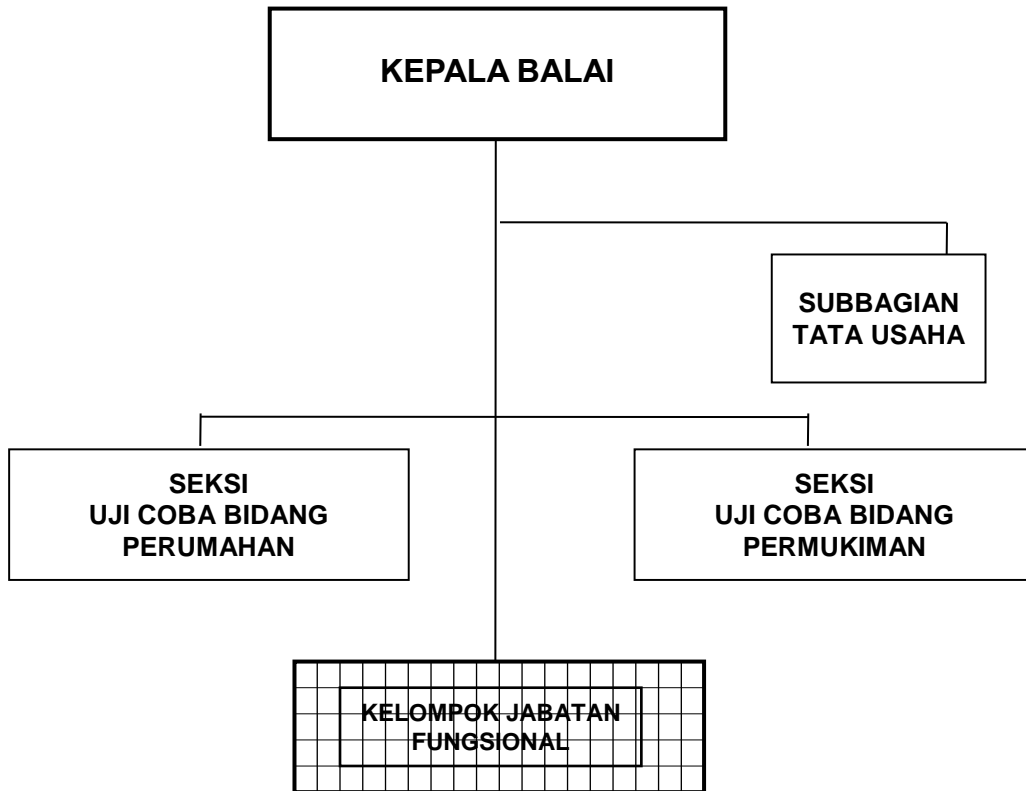 KEPALA BALAI
SUBBAGIAN
TATA USAHA
SEKSI
UJI COBA BIDANG
PERUMAHAN
SEKSI
UJI COBA BIDANG
PERMUKIMAN
KELOMPOK JABATAN
FUNGSIONAL